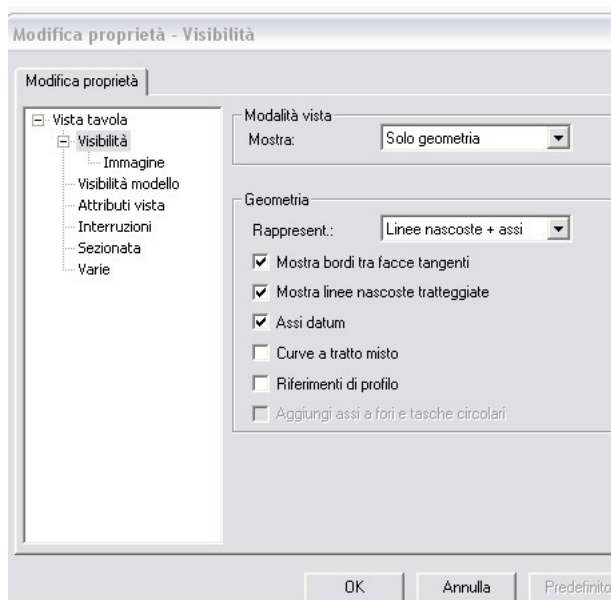 Modifica proprietà - Visibilità
Modifica proprietà
Vista tavola
Visibilità
Immagine
Visibilità modello
Attributi vista
Interruzioni
Sezionata
Varie
Modalità vista
Mostra: Solo geometria
Geometria
Rappresent.: Linee nascoste + assi
Mostra bordi tra facce tangenti
Mostra linee nascoste tratteggiate
Assi datum
Curve a tratto misto
Riferimenti di profilo
Aggiungi assi a fori e tasche circolari
OK Annulla Predefinito